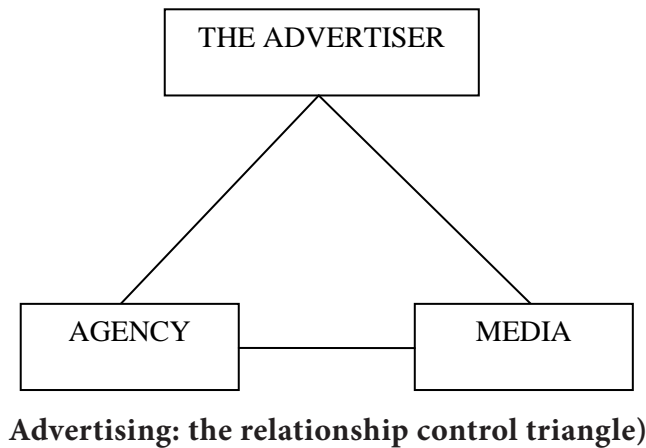 THE ADVERTISER
AGENCY
MEDIA
Advertising: the relationship control triangle)